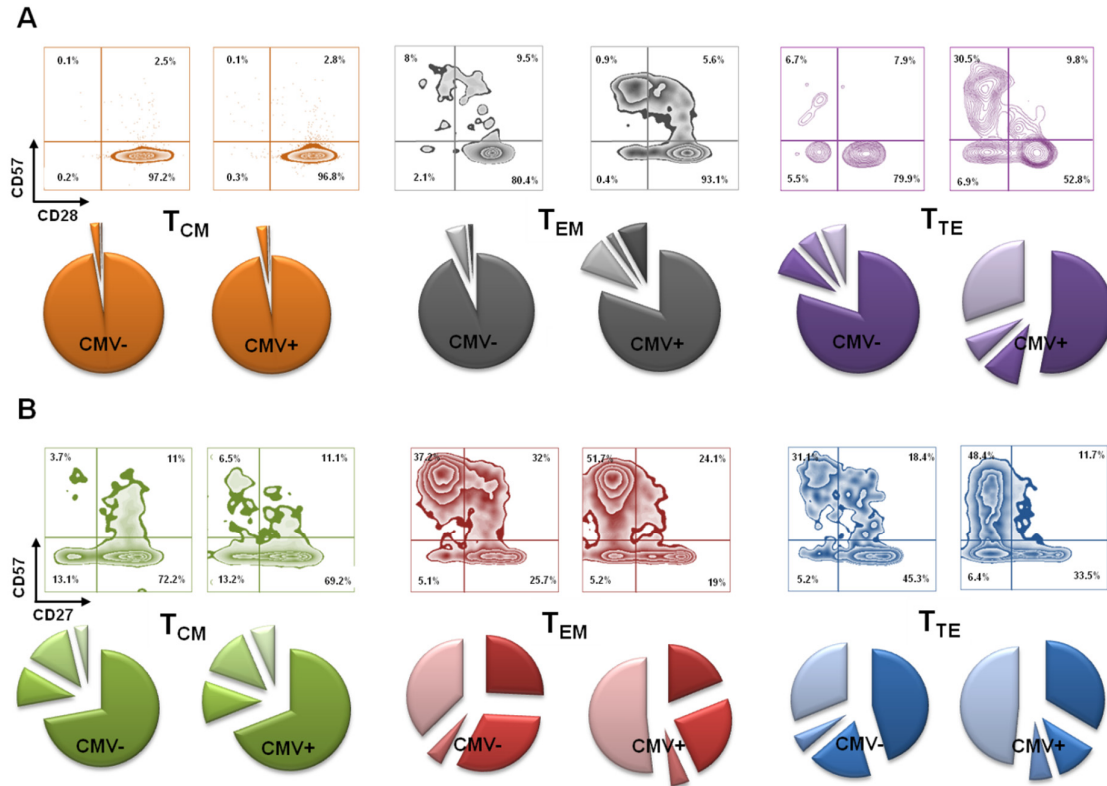 A
0.1% 2.5% 0.1% 2.8% 8% 9.5% 0.9% 5.6% 6.7% 7.9% 30.5% 9.8%
CD57
0.2% 97.2% 0.3% 96.8% 2.1% 80.4% 0.4% 93.1% 5.5% 79.9% 6.9% 52.8%
CD28
TCM TEM TTE
CMV- CMV+ CMV- CMV+ CMV- CMV+
B
3.7% 11% 6.5% 11.1% 37.2% 32% 51.7% 24.1% 31.1% 18.4% 48.4% 11.7%
CD57
13.1% 72.2% 13.2% 69.2% 5.1% 25.7% 5.2% 19% 5.2% 45.3% 6.4% 33.5%
CD27
TCM TEM TTE
CMV- CMV+ CMV- CMV+ CMV- CMV+